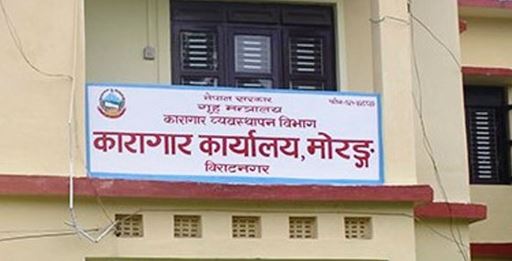 नेपाल सरकार
गृह मन्त्रालय
कारागार व्यवस्थापन विभाग
कारागार कार्यालय, मोरङ्ग
विराटनगर